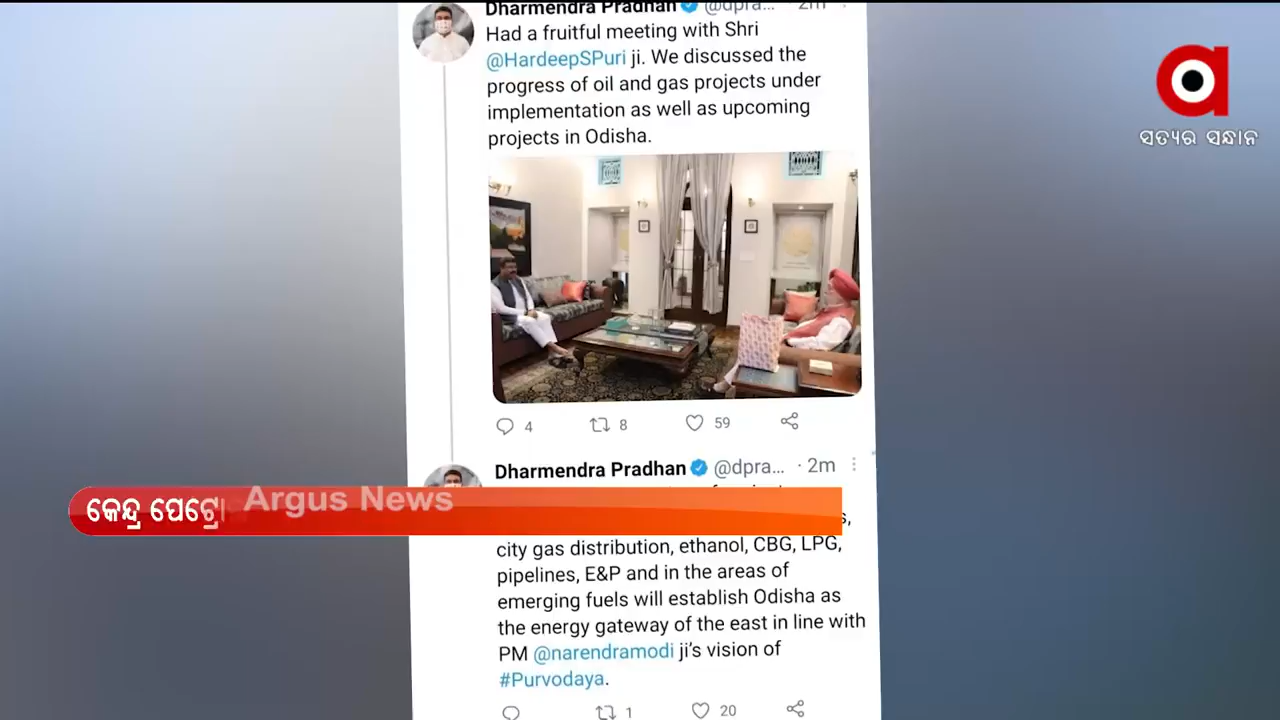 Dharmendra Pradhan @dpra... · 2m
Had a fruitful meeting with Shri
@HardeepSPuri ji. We discussed the
progress of oil and gas projects under
implementation as well as upcoming
projects in Odisha.
ସତ୍ୟର ସନ୍ଧାନ
4 8 59
Dharmendra Pradhan @dpra... · 2m
କେନ୍ଦ୍ର ପେଟ୍ରୋ
Argus News
s,
city gas distribution, ethanol, CBG, LPG,
pipelines, E&P and in the areas of
emerging fuels will establish Odisha as
the energy gateway of the east in line with
PM @narendramodi ji's vision of
#Purvodaya.
1 20